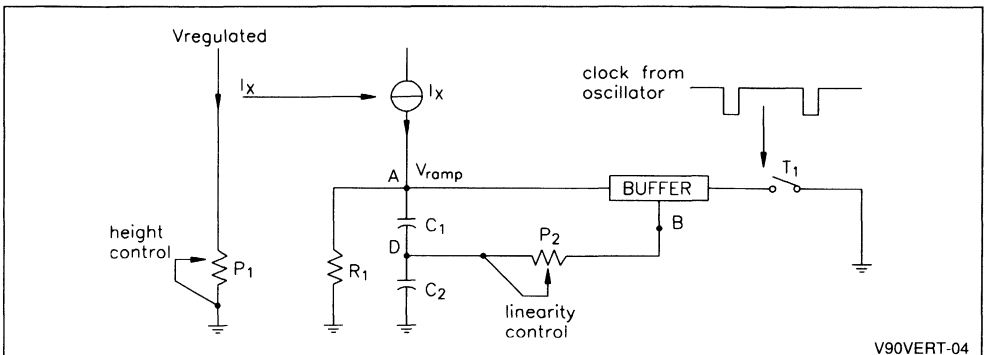 Vregulated
Ix
Ix
clock from
oscillator
A
Vramp
BUFFER
T1
B
C1
P2
D
height
control
P1
R1
C2
linearity
control
V90VERT-04